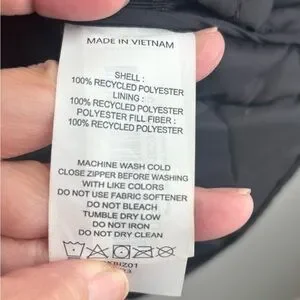 MADE IN VIETNAM
SHELL :
100% RECYCLED POLYESTER
LINING :
100% RECYCLED POLYESTER
POLYESTER FILL FIBER :
100% RECYCLED POLYESTER
MACHINE WASH COLD
CLOSE ZIPPER BEFORE WASHING
WITH LIKE COLORS
DO NOT USE FABRIC SOFTENER
DO NOT BLEACH
TUMBLE DRY LOW
DO NOT IRON
DO NOT DRY CLEAN